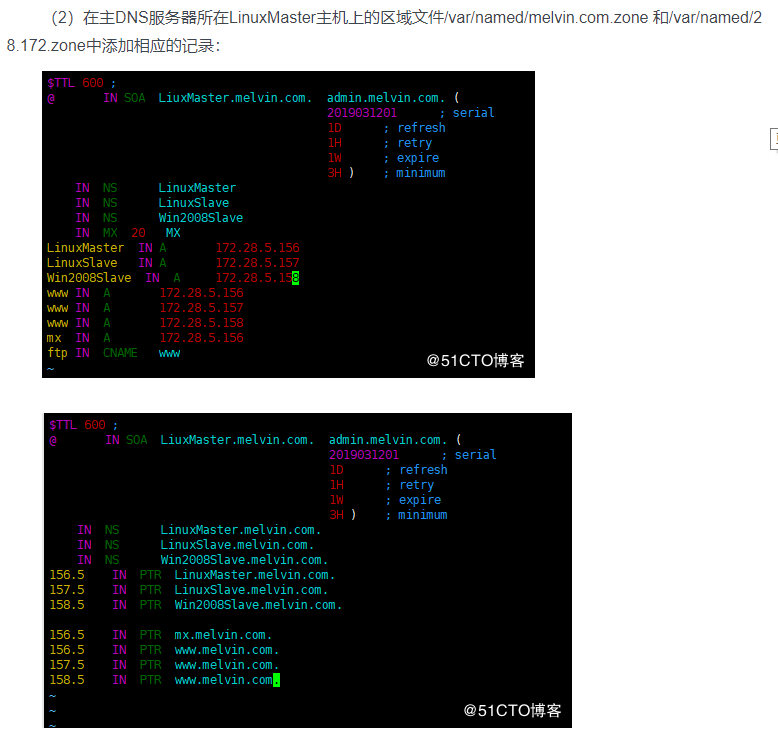 （2）在主DNS服务器所在LinuxMaster主机上的区域文件/var/named/melvin.com.zone 和/var/named/2
8.172.zone中添加相应的记录：
$TTL 600 ;
@ IN SOA LiuxMaster.melvin.com. admin.melvin.com. (
2019031201 ; serial
1D ; refresh
1H ; retry
1W ; expire
3H ) ; minimum
IN NS LinuxMaster
IN NS LinuxSlave
IN NS Win2008Slave
IN MX 20 MX
LinuxMaster IN A 172.28.5.156
LinuxSlave IN A 172.28.5.157
Win2008Slave IN A 172.28.5.158
www IN A 172.28.5.156
www IN A 172.28.5.157
www IN A 172.28.5.158
mx IN A 172.28.5.156
ftp IN CNAME www
~
@51CTO博客
$TTL 600 ;
@ IN SOA LiuxMaster.melvin.com. admin.melvin.com. (
2019031201 ; serial
1D ; refresh
1H ; retry
1W ; expire
3H ) ; minimum
IN NS LinuxMaster.melvin.com.
IN NS LinuxSlave.melvin.com.
IN NS Win2008Slave.melvin.com.
156.5 IN PTR LinuxMaster.melvin.com.
157.5 IN PTR LinuxSlave.melvin.com.
158.5 IN PTR Win2008Slave.melvin.com.
156.5 IN PTR mx.melvin.com.
156.5 IN PTR www.melvin.com.
157.5 IN PTR www.melvin.com.
158.5 IN PTR www.melvin.com.
~
~
~
@51CTO博客